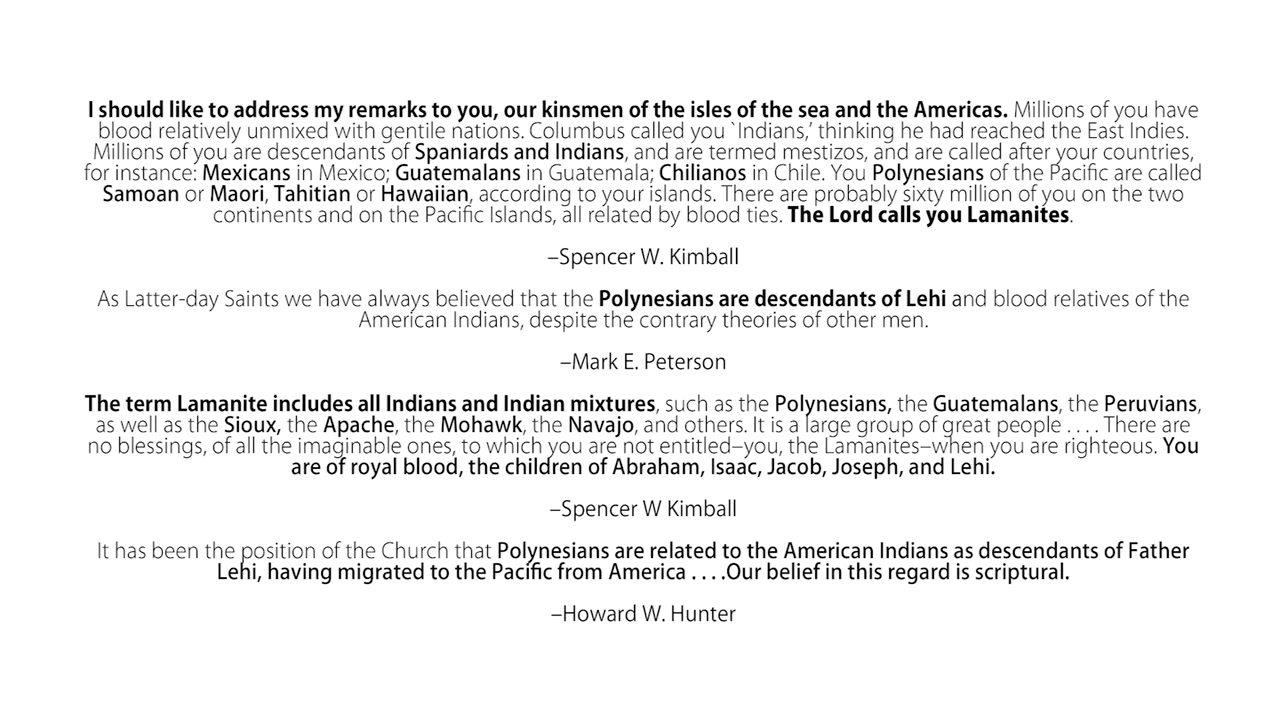 I should like to address my remarks to you, our kinsmen of the isles of the sea and the Americas. Millions of you have
blood relatively unmixed with gentile nations. Columbus called you `Indians,’ thinking he had reached the East Indies.
Millions of you are descendants of Spaniards and Indians, and are termed mestizos, and are called after your countries,
for instance: Mexicans in Mexico; Guatemalans in Guatemala; Chilianos in Chile. You Polynesians of the Pacific are called
Samoan or Maori, Tahitian or Hawaiian, according to your islands. There are probably sixty million of you on the two
continents and on the Pacific Islands, all related by blood ties. The Lord calls you Lamanites.
–Spencer W. Kimball
As Latter-day Saints we have always believed that the Polynesians are descendants of Lehi and blood relatives of the
American Indians, despite the contrary theories of other men.
–Mark E. Peterson
The term Lamanite includes all Indians and Indian mixtures, such as the Polynesians, the Guatemalans, the Peruvians,
as well as the Sioux, the Apache, the Mohawk, the Navajo, and others. It is a large group of great people . . . . There are
no blessings, of all the imaginable ones, to which you are not entitled–you, the Lamanites–when you are righteous. You
are of royal blood, the children of Abraham, Isaac, Jacob, Joseph, and Lehi.
–Spencer W Kimball
It has been the position of the Church that Polynesians are related to the American Indians as descendants of Father
Lehi, having migrated to the Pacific from America . . . .Our belief in this regard is scriptural.
–Howard W. Hunter